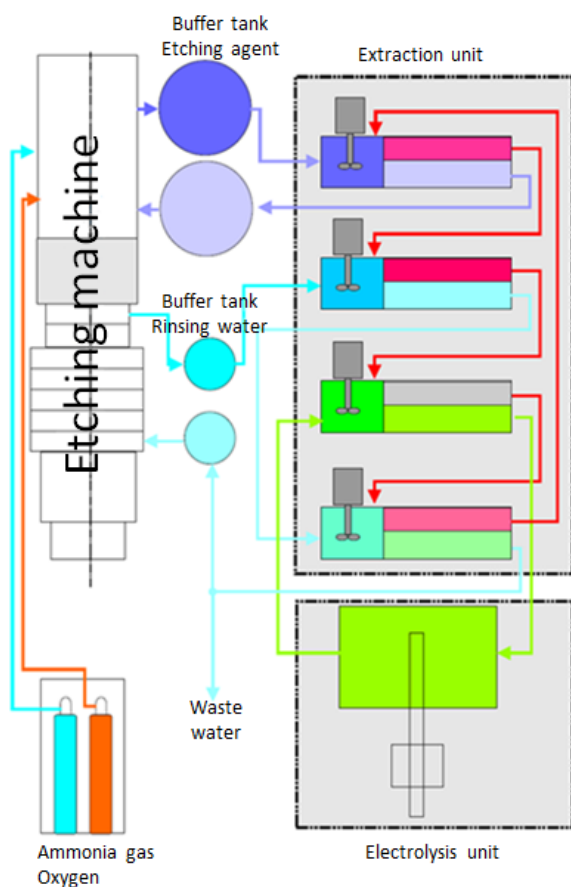 Buffer tank
Etching agent
Extraction unit
Etching machine
Buffer tank
Rinsing water
Waste
water
Ammonia gas
Oxygen
Electrolysis unit